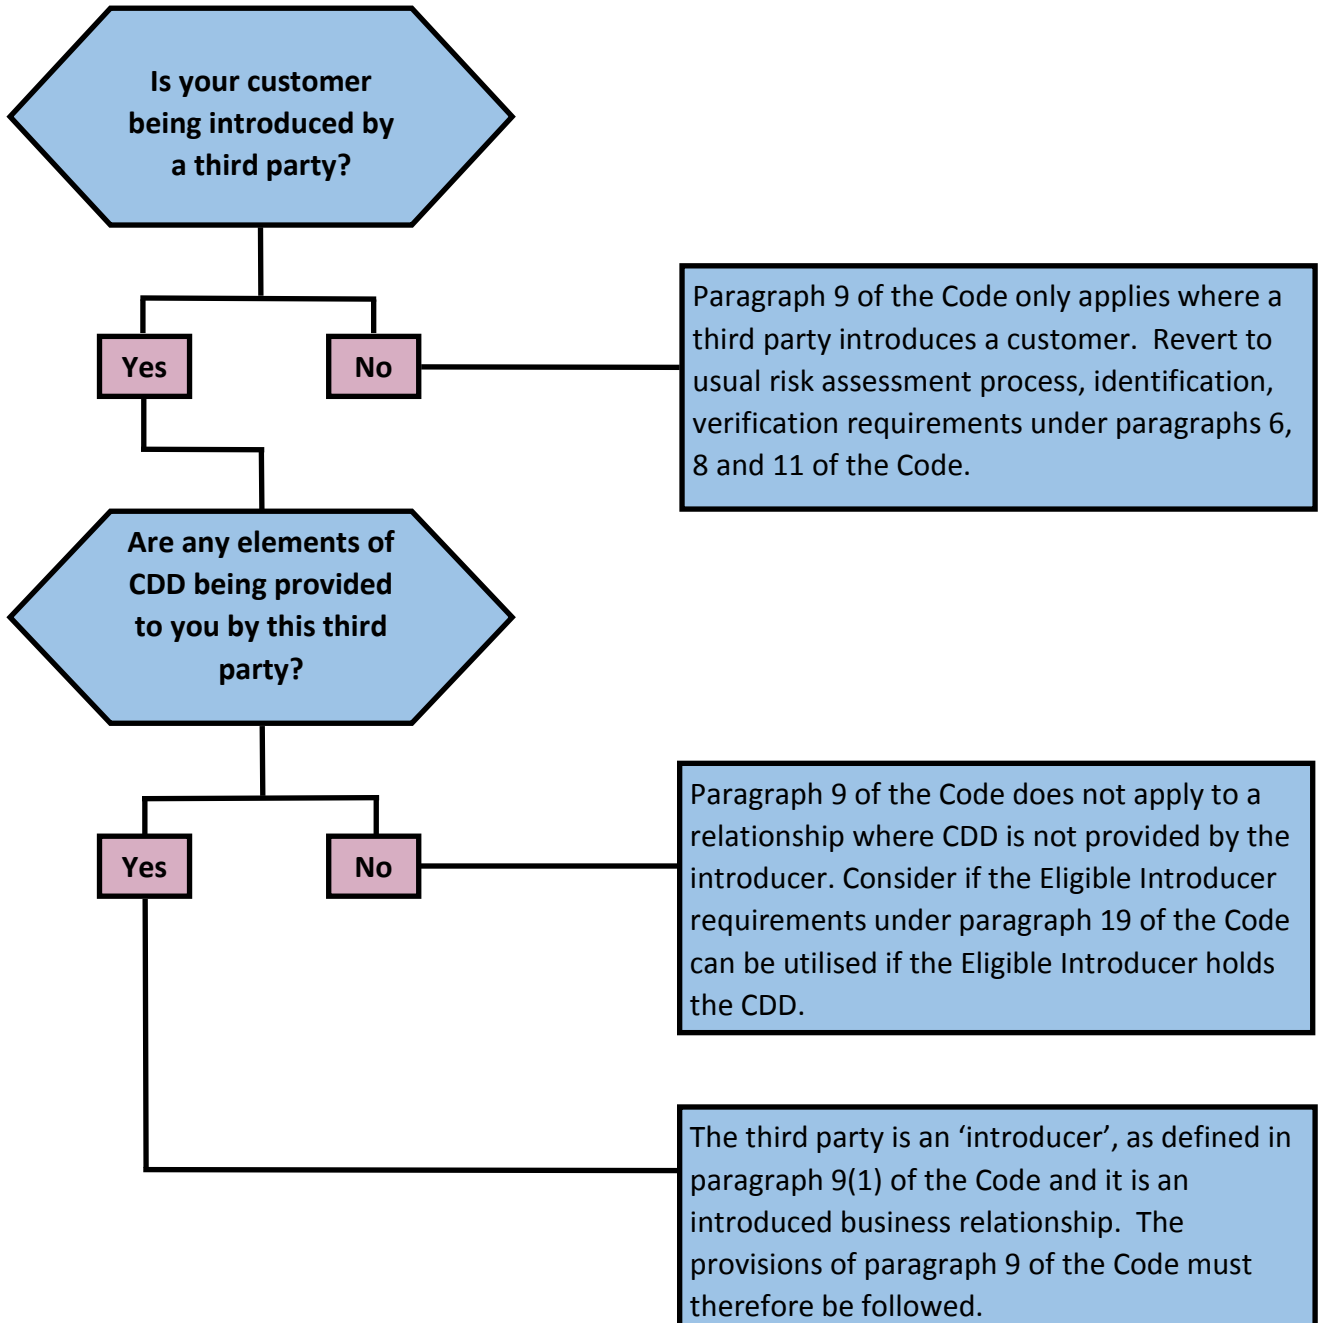 Is your customer
being introduced by
a third party?
Yes
No
Paragraph 9 of the Code only applies where a
third party introduces a customer.  Revert to
usual risk assessment process, identification,
verification requirements under paragraphs 6,
8 and 11 of the Code.
Are any elements of
CDD being provided
to you by this third
party?
Yes
No
Paragraph 9 of the Code does not apply to a
relationship where CDD is not provided by the
introducer. Consider if the Eligible Introducer
requirements under paragraph 19 of the Code
can be utilised if the Eligible Introducer holds
the CDD.
The third party is an ‘introducer’, as defined in
paragraph 9(1) of the Code and it is an
introduced business relationship.  The
provisions of paragraph 9 of the Code must
therefore be followed.